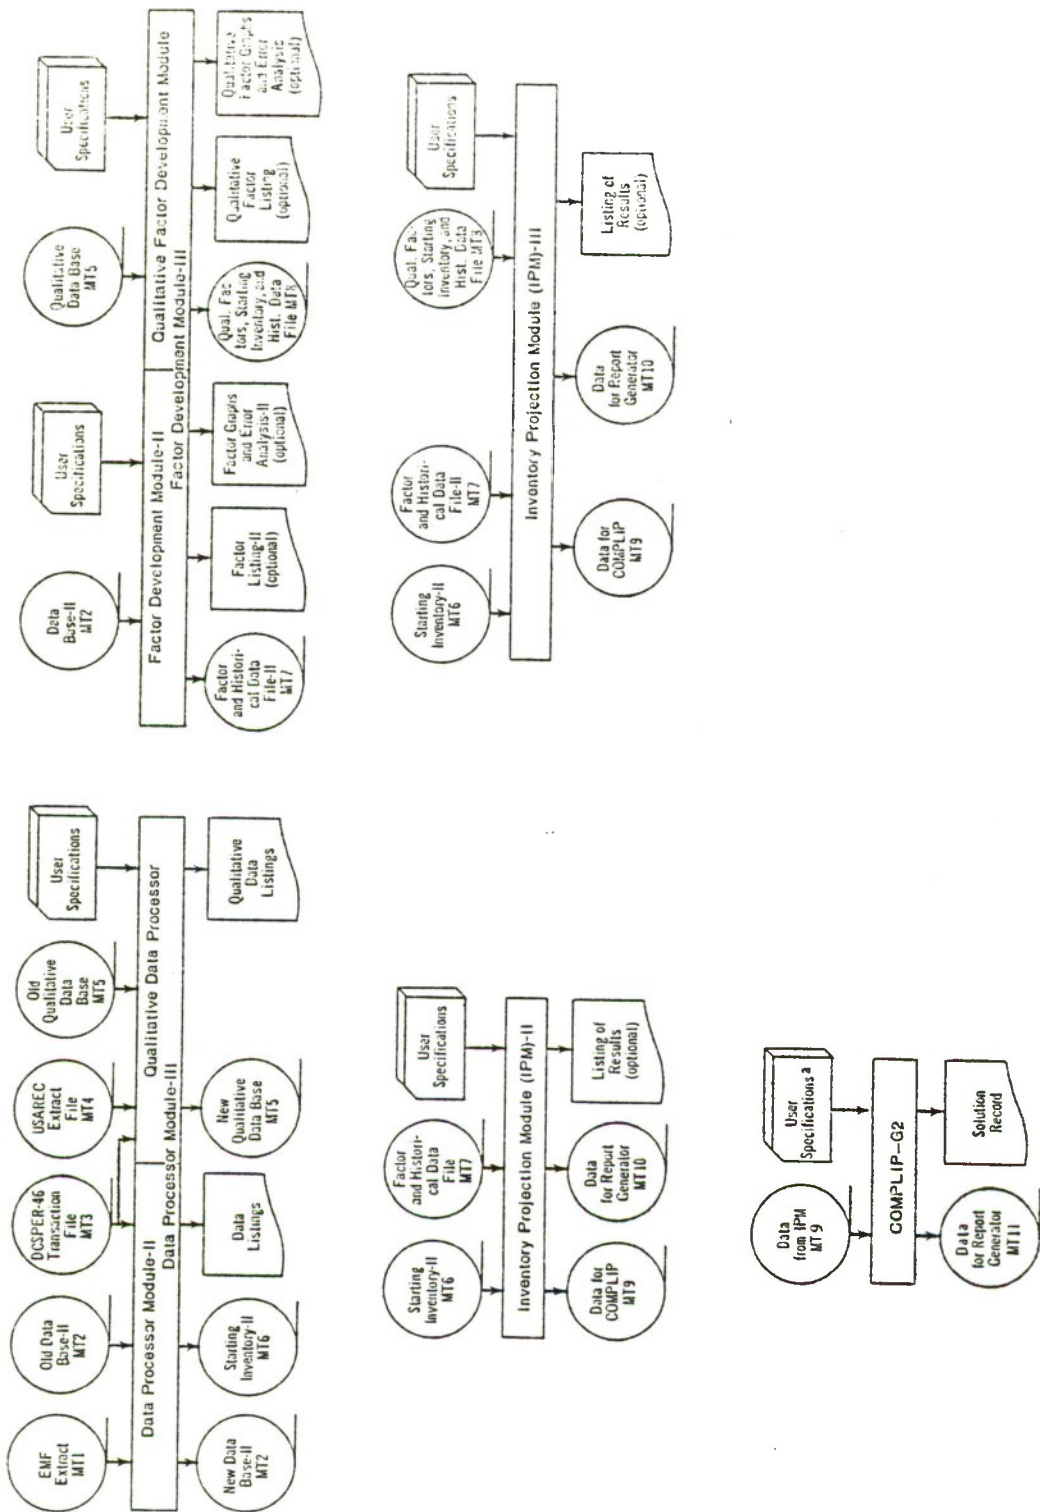 EMF
Extract
MT1
Old Data
Base-II
MT2
DCSPER-46
Transaction
File
MT3
USAREC
Extract
File
MT4
Old
Qualitative
Data
Base
MT5
User
Specifications
Data Processor Module-II
Qualitative Data Processor
Data Processor Module-III
New Data
Base-II
MT2
Starting
Inventory-II
MT6
Data
Listings
New
Qualitative
Data Base
MT5
Qualitative
Data
Listings
Data
Base-II
MT2
User
Specifications
Qualitative
Data Base
MT5
User
Specifications
Factor Development Module-II
Qualitative Factor Development Module
Factor Development Module-III
Factor
and Histori-
cal Data
File-II
MT7
Factor
Listing-II
(optional)
Factor Graphs
and Error
Analysis-II
(optional)
Qual. Fac-
tors, Starting
Inventory, and
Hist. Data
File MT8
Qualitative
Factor
Listing
(optional)
Qualitative
Factor Graphs
and Error
Analysis
(optional)
Starting
Inventory-II
MT6
Factor
and Histori-
cal Data
File
MT7
User
Specifications
Inventory Projection Module (IPM)-II
Data for
COMPLIP
MT9
Data
for Report
Generator
MT10
Listing of
Results
(optional)
Starting
Inventory-II
MT6
Factor
and Histori-
cal Data
File-II
MT7
Qual. Fac-
tors, Starting
Inventory, and
Hist. Data
File MT8
User
Specifications
Inventory Projection Module (IPM)-III
Data for
COMPLIP
MT9
Data
for Report
Generator
MT10
Listing of
Results
(optional)
Data
from IPM
MT9
User
Specifications a
COMPLIP-G2
Data
for Report
Generator
MT11
Solution
Record